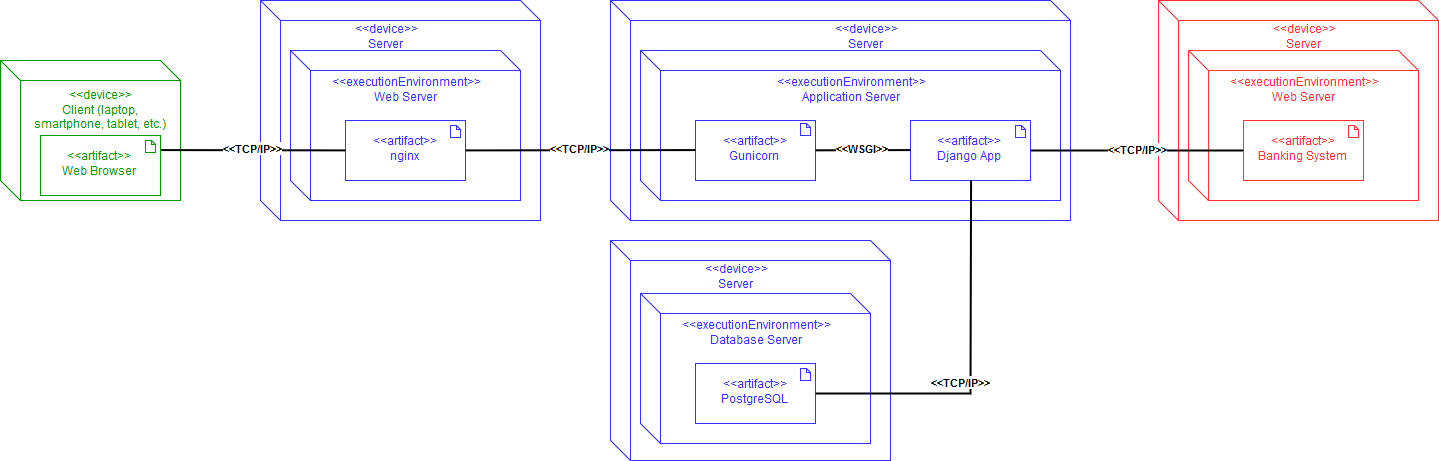 <<device>>
Client (laptop,
smartphone, tablet, etc.)
<<artifact>>
Web Browser
<<TCP/IP>>
<<device>>
Server
<<executionEnvironment>>
Web Server
<<artifact>>
nginx
<<TCP/IP>>
<<device>>
Server
<<executionEnvironment>>
Application Server
<<artifact>>
Gunicorn
<<WSGI>>
<<artifact>>
Django App
<<TCP/IP>>
<<device>>
Server
<<executionEnvironment>>
Web Server
<<artifact>>
Banking System
<<device>>
Server
<<executionEnvironment>>
Database Server
<<artifact>>
PostgreSQL
<<TCP/IP>>